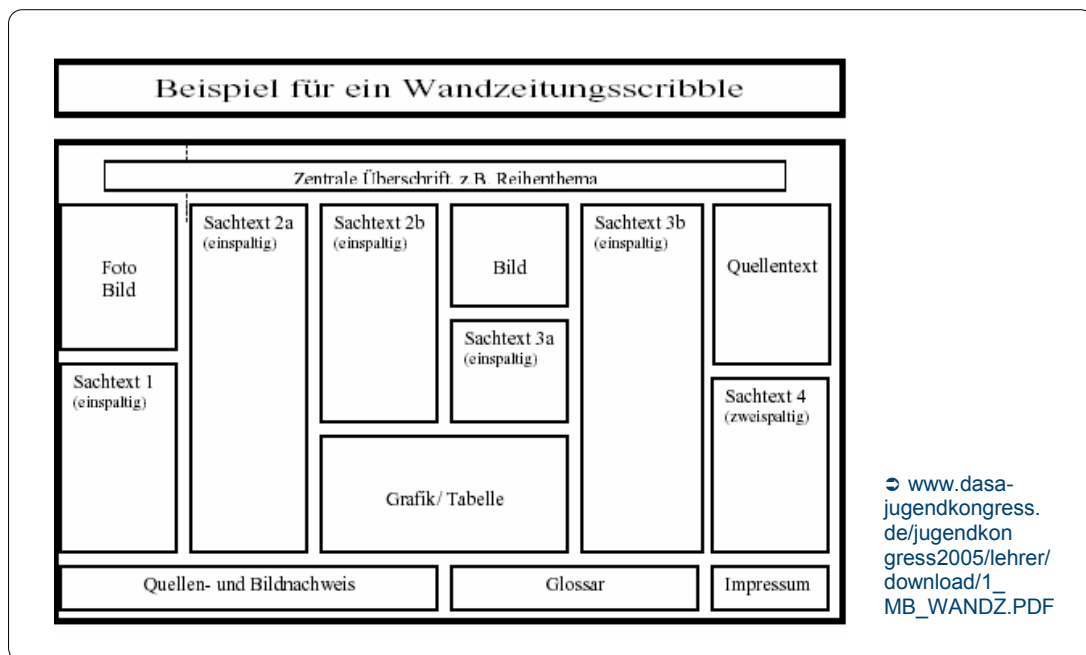 Beispiel für ein Wandzeitungsscribble
Zentrale Überschrift, z.B. Reihenthema
Foto
Bild
Sachtext 1
(einspaltig)
Sachtext 2a
(einspaltig)
Sachtext 2b
(einspaltig)
Bild
Sachtext 3a
(einspaltig)
Grafik/ Tabelle
Sachtext 3b
(einspaltig)
Quellentext
Sachtext 4
(zweispaltig)
Quellen- und Bildnachweis
Glossar
Impressum
➲ www.dasa-
jugendkongress.
de/jugendkon
gress2005/lehrer/
download/1_
MB_WANDZ.PDF